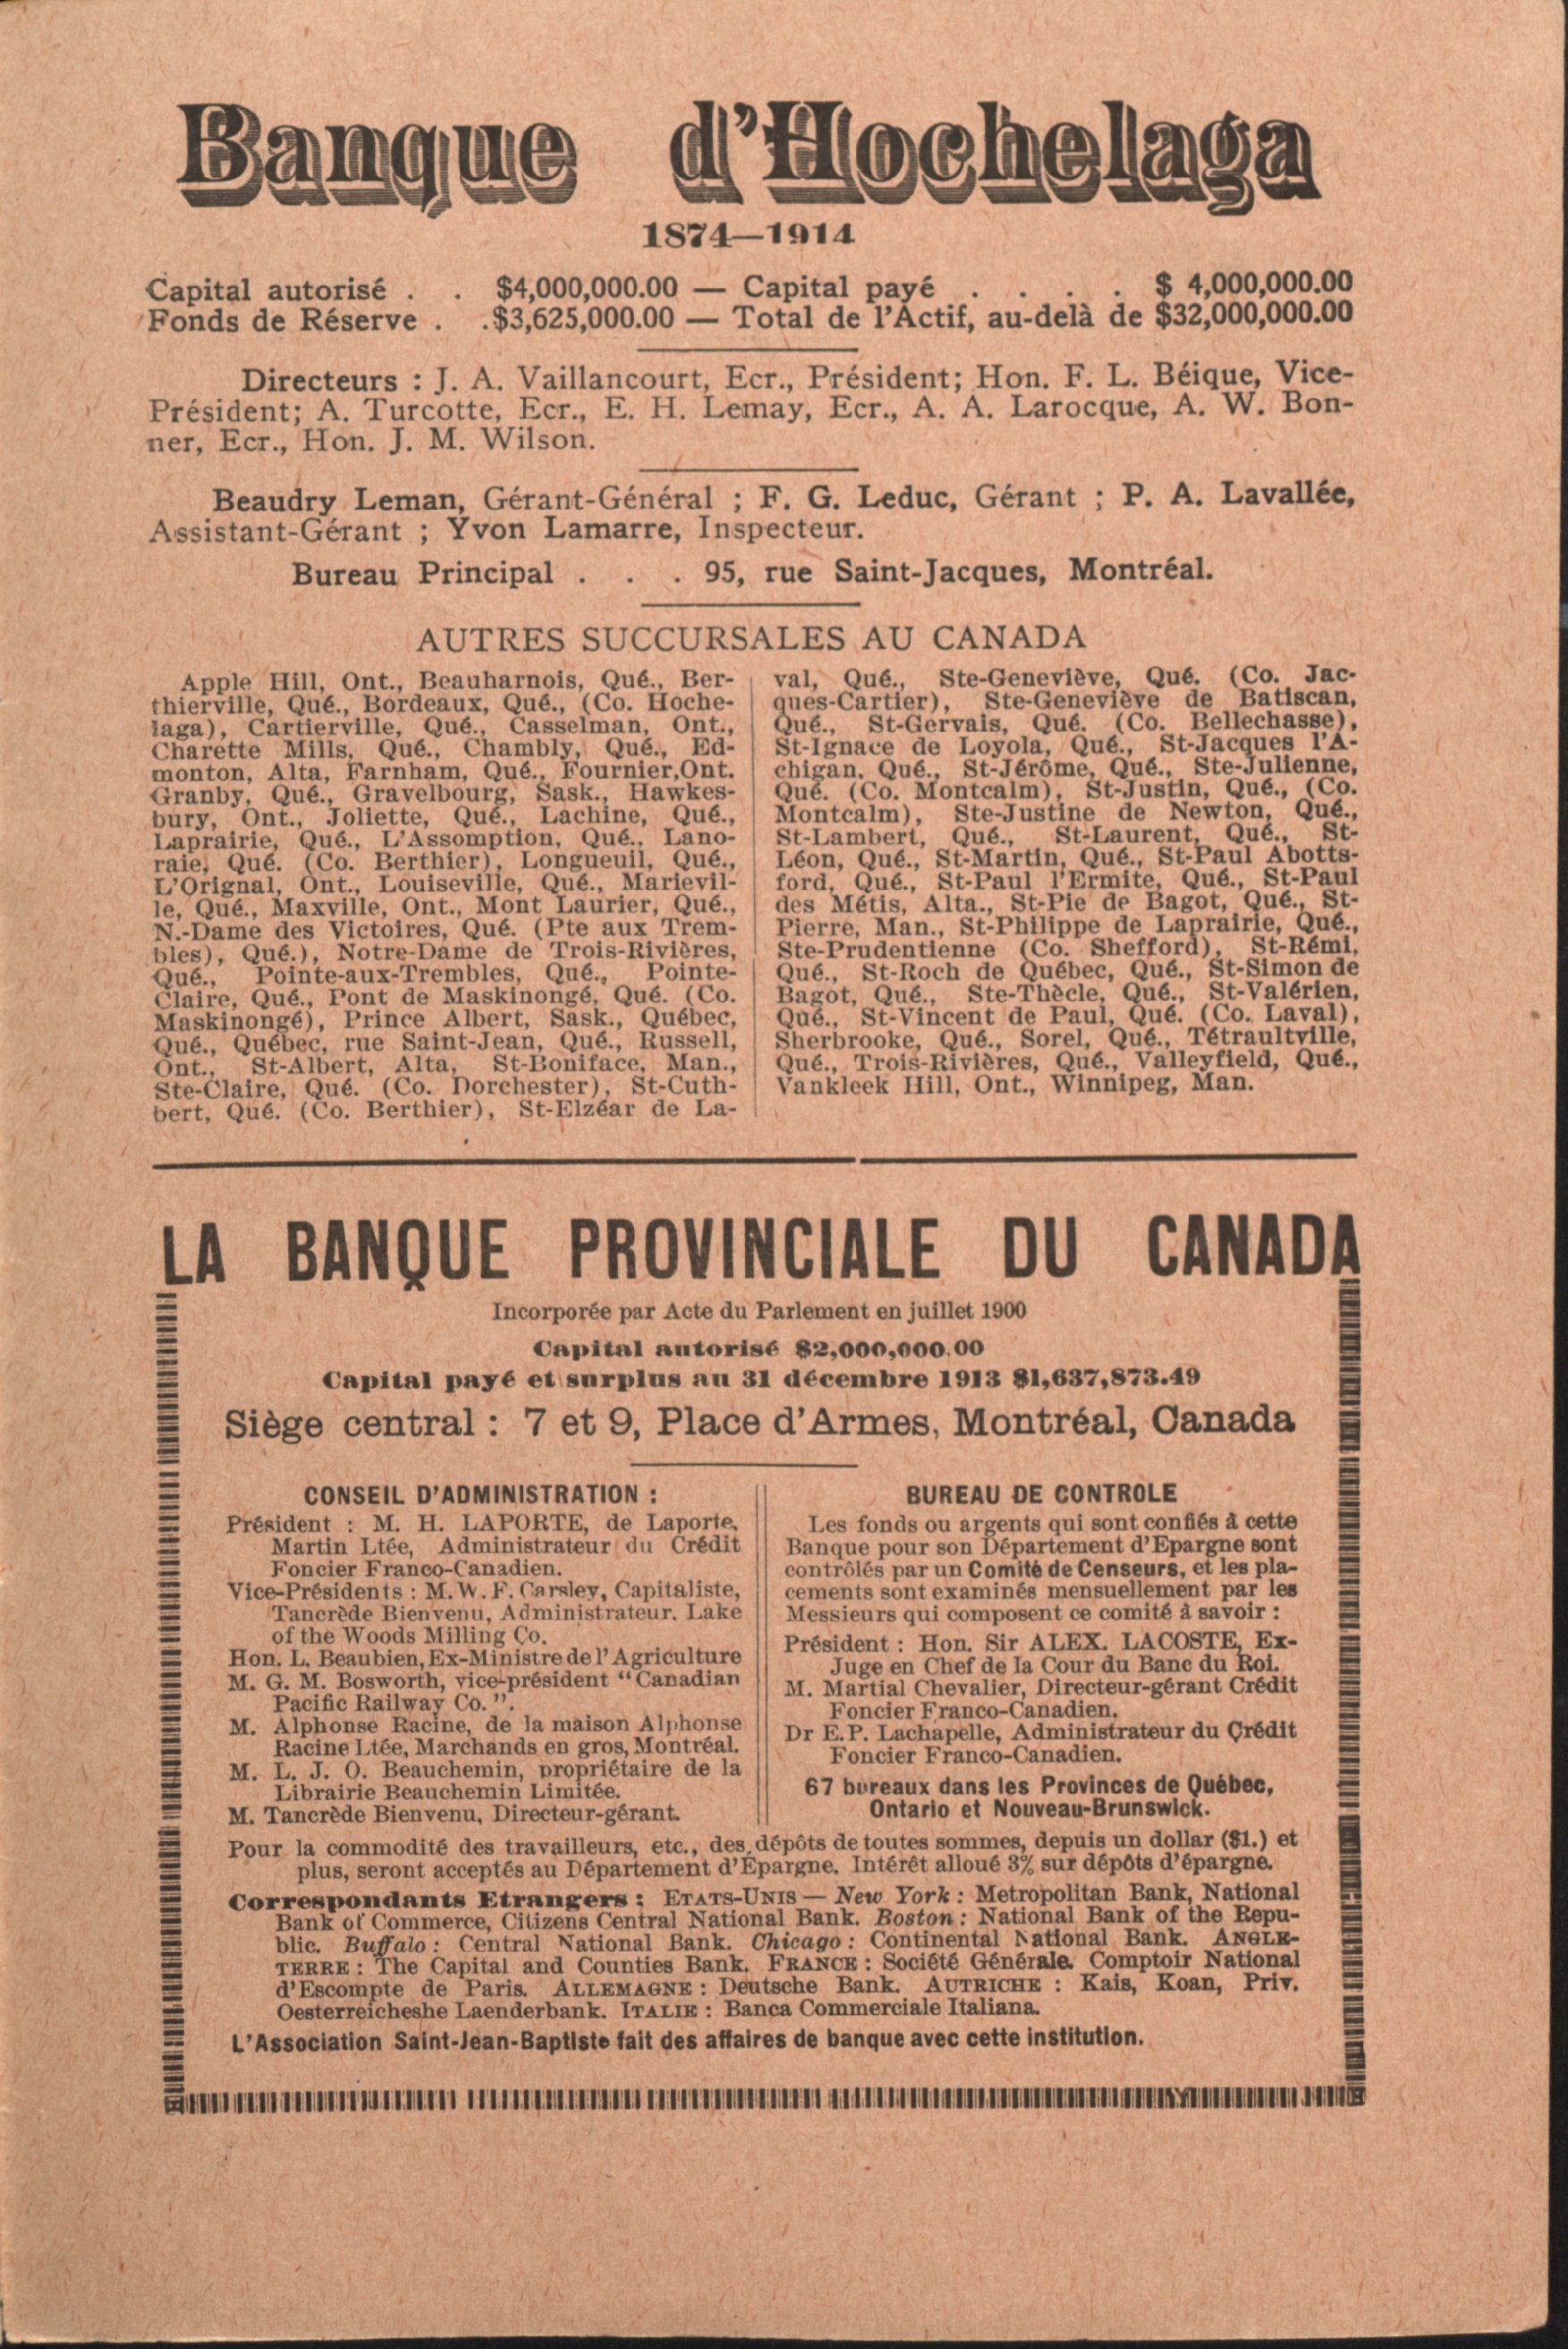 Banque d'Hochelaga
1874—1914
Capital autorisé . . $4,000,000.00 — Capital payé . . . . $ 4,000,000.00
Fonds de Réserve . . $3,625,000.00 — Total de l'Actif, au-delà de $32,000,000.00
Directeurs : J. A. Vaillancourt, Ecr., Président; Hon. F. L. Béique, Vice-
Président; A. Turcotte, Ecr., E. H. Lemay, Ecr., A. A. Larocque, A. W. Bon-
ner, Ecr., Hon. J. M. Wilson.
Beaudry Leman, Gérant-Général ; F. G. Leduc, Gérant ; P. A. Lavallée,
Assistant-Gérant ; Yvon Lamarre, Inspecteur.
Bureau Principal . . . 95, rue Saint-Jacques, Montréal.
AUTRES SUCCURSALES AU CANADA
Apple Hill, Ont., Beauharnois, Qué., Ber-
thierville, Qué., Bordeaux, Qué., (Co. Hoche-
laga), Cartierville, Qué., Casselman, Ont.,
Charette Mills, Qué., Chambly, Qué., Ed-
monton, Alta, Farnham, Qué., Fournier,Ont.
Granby, Qué., Gravelbourg, Sask., Hawkes-
bury, Ont., Joliette, Qué., Lachine, Qué.,
Laprairie, Qué., L'Assomption, Qué., Lano-
raie, Qué. (Co. Berthier), Longueuil, Qué.,
L'Orignal, Ont., Louiseville, Qué., Marievil-
le, Qué., Maxville, Ont., Mont Laurier, Qué.,
N.-Dame des Victoires, Qué. (Pte aux Trem-
bles), Qué.), Notre-Dame de Trois-Rivières,
Qué., Pointe-aux-Trembles, Qué., Pointe-
Claire, Qué., Pont de Maskinongé, Qué. (Co.
Maskinongé), Prince Albert, Sask., Québec,
Qué., Québec, rue Saint-Jean, Qué., Russell,
Ont., St-Albert, Alta, St-Boniface, Man.,
Ste-Claire, Qué. (Co. Dorchester), St-Cuth-
bert, Qué. (Co. Berthier), St-Elzéar de La-
val, Qué., Ste-Geneviève, Qué. (Co. Jac-
ques-Cartier), Ste-Geneviève de Batiscan,
Qué., St-Gervais, Qué. (Co. Bellechasse),
St-Ignace de Loyola, Qué., St-Jacques l'A-
chigan. Qué., St-Jérôme, Qué., Ste-Julienne,
Qué. (Co. Montcalm), St-Justin, Qué., (Co.
Montcalm), Ste-Justine de Newton, Qué.,
St-Lambert, Qué., St-Laurent, Qué., St-
Léon, Qué., St-Martin, Qué., St-Paul Abotts-
ford, Qué., St-Paul l'Ermite, Qué., St-Paul
des Métis, Alta., St-Pie de Bagot, Qué., St-
Pierre, Man., St-Philippe de Laprairie, Qué.,
Ste-Prudentienne (Co. Shefford), St-Rémi,
Qué., St-Roch de Québec, Qué., St-Simon de
Bagot, Qué., Ste-Thècle, Qué., St-Valérien,
Qué., St-Vincent de Paul, Qué. (Co. Laval),
Sherbrooke, Qué., Sorel, Qué., Tétraultville,
Qué., Trois-Rivières, Qué., Valleyfield, Qué.,
Vankleek Hill, Ont., Winnipeg, Man.
LA BANQUE PROVINCIALE DU CANADA
Incorporée par Acte du Parlement en juillet 1900
Capital autorisé $2,000,000.00
Capital payé et surplus au 31 décembre 1913 $1,637,873.49
Siège central : 7 et 9, Place d'Armes, Montréal, Canada
CONSEIL D'ADMINISTRATION :
Président : M. H. LAPORTE, de Laporte,
Martin Ltée, Administrateur du Crédit
Foncier Franco-Canadien.
Vice-Présidents : M. W. F. Carsley, Capitaliste,
Tancrède Bienvenu, Administrateur. Lake
of the Woods Milling Co.
Hon. L. Beaubien, Ex-Ministre de l'Agriculture
M. G. M. Bosworth, vice-président "Canadian
Pacific Railway Co.".
M. Alphonse Racine, de la maison Alphonse
Racine Ltée, Marchands en gros, Montréal.
M. L. J. O. Beauchemin, propriétaire de la
Librairie Beauchemin Limitée.
M. Tancrède Bienvenu, Directeur-gérant.
BUREAU DE CONTROLE
Les fonds ou argents qui sont confiés à cette
Banque pour son Département d'Epargne sont
contrôlés par un Comité de Censeurs, et les pla-
cements sont examinés mensuellement par les
Messieurs qui composent ce comité à savoir :
Président : Hon. Sir ALEX. LACOSTE, Ex-
Juge en Chef de la Cour du Banc du Roi.
M. Martial Chevalier, Directeur-gérant Crédit
Foncier Franco-Canadien.
Dr E.P. Lachapelle, Administrateur du Crédit
Foncier Franco-Canadien.
67 bureaux dans les Provinces de Québec,
Ontario et Nouveau-Brunswick.
Pour la commodité des travailleurs, etc., des dépôts de toutes sommes, depuis un dollar ($1.) et
plus, seront acceptés au Département d'Epargne. Intérêt alloué 3% sur dépôts d'épargne.
Correspondants Etrangers : ETATS-UNIS — New York : Metropolitan Bank, National
Bank of Commerce, Citizens Central National Bank. Boston : National Bank of the Repu-
blic. Buffalo : Central National Bank. Chicago : Continental National Bank. ANGLE-
TERRE : The Capital and Counties Bank. FRANCE : Société Générale. Comptoir National
d'Escompte de Paris. ALLEMAGNE : Deutsche Bank. AUTRICHE : Kais, Koan, Priv.
Oesterreicheshe Laenderbank. ITALIE : Banca Commerciale Italiana.
L'Association Saint-Jean-Baptiste fait des affaires de banque avec cette institution.